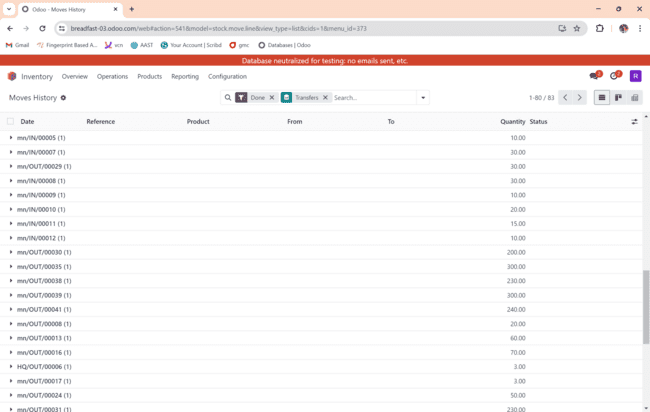 Odoo - Moves History
breadfast-03.odoo.com/web#action=541&model=stock.move.line&view_type=list&cids=1&menu_id=373
Gmail Fingerprint Based A... vcn AAST Your Account | Scribd gmc Databases | Odoo
Database neutralized for testing: no emails sent, etc.
Inventory Overview Operations Products Reporting Configuration R
Moves History Done Transfers Search... 1-80 / 83
Date Reference Product From To Quantity Status
mn/IN/00005 (1) 10.00
mn/IN/00007 (1) 30.00
mn/OUT/00029 (1) 30.00
mn/IN/00008 (1) 30.00
mn/IN/00009 (1) 10.00
mn/IN/00010 (1) 20.00
mn/IN/00011 (1) 15.00
mn/IN/00012 (1) 10.00
mn/OUT/00030 (1) 200.00
mn/OUT/00035 (1) 300.00
mn/OUT/00038 (1) 230.00
mn/OUT/00039 (1) 300.00
mn/OUT/00041 (1) 240.00
mn/OUT/00008 (1) 20.00
mn/OUT/00013 (1) 60.00
mn/OUT/00016 (1) 70.00
HQ/OUT/00006 (1) 3.00
mn/OUT/00017 (1) 3.00
mn/OUT/00024 (1) 50.00
mn/OUT/00031 (1) 230.00